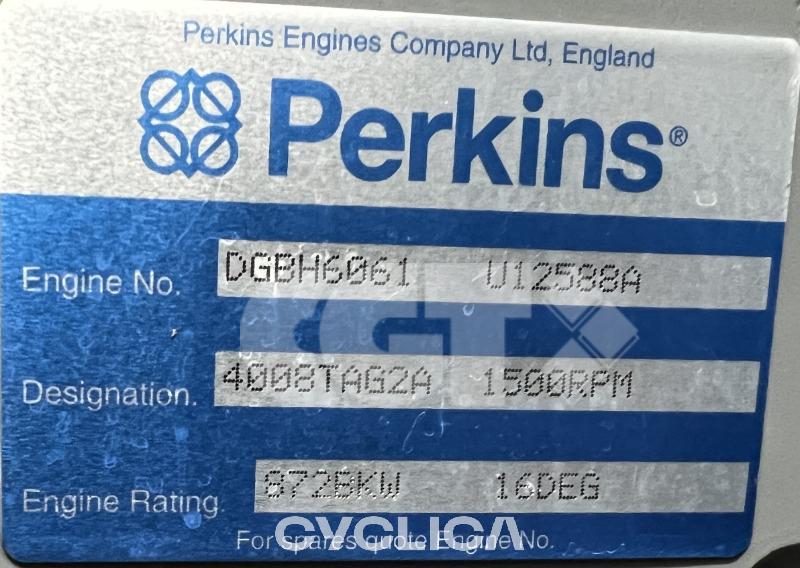 Perkins Engines Company Ltd, England
Perkins®
Engine No. DGBH6061 U12588A
CGT
Designation. 4008TAG2A 1500RPM
Engine Rating 872BKW 16DEG
CYCLICA
For spares quote Engine No.